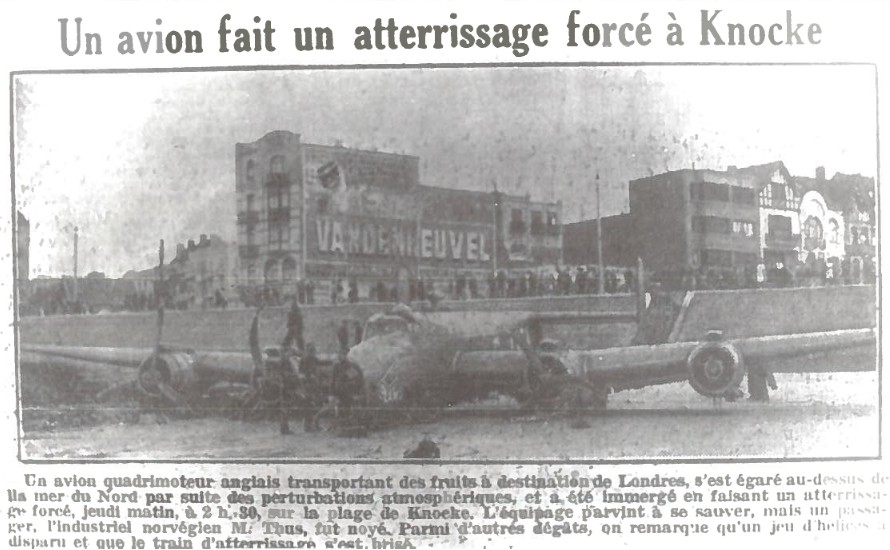 Un avion fait un atterrissage forcé à Knocke
VANDENHEUVEL
Un avion quadrimoteur anglais transportant des fruits à destination de Londres, s'est égaré au-dessus de
la mer du Nord par suite des perturbations atmosphériques, et a été immergé en faisant un atterrissa-
ge forcé, jeudi matin, à 2 h. 30, sur la plage de Knocke. L'équipage parvint à se sauver, mais un passa-
ger, l'industriel norvégien M. Thus, fut noyé. Parmi d'autres dégâts, on remarque qu'un jeu d'hélices a
disparu et que le train d'atterrissage s'est brisé.